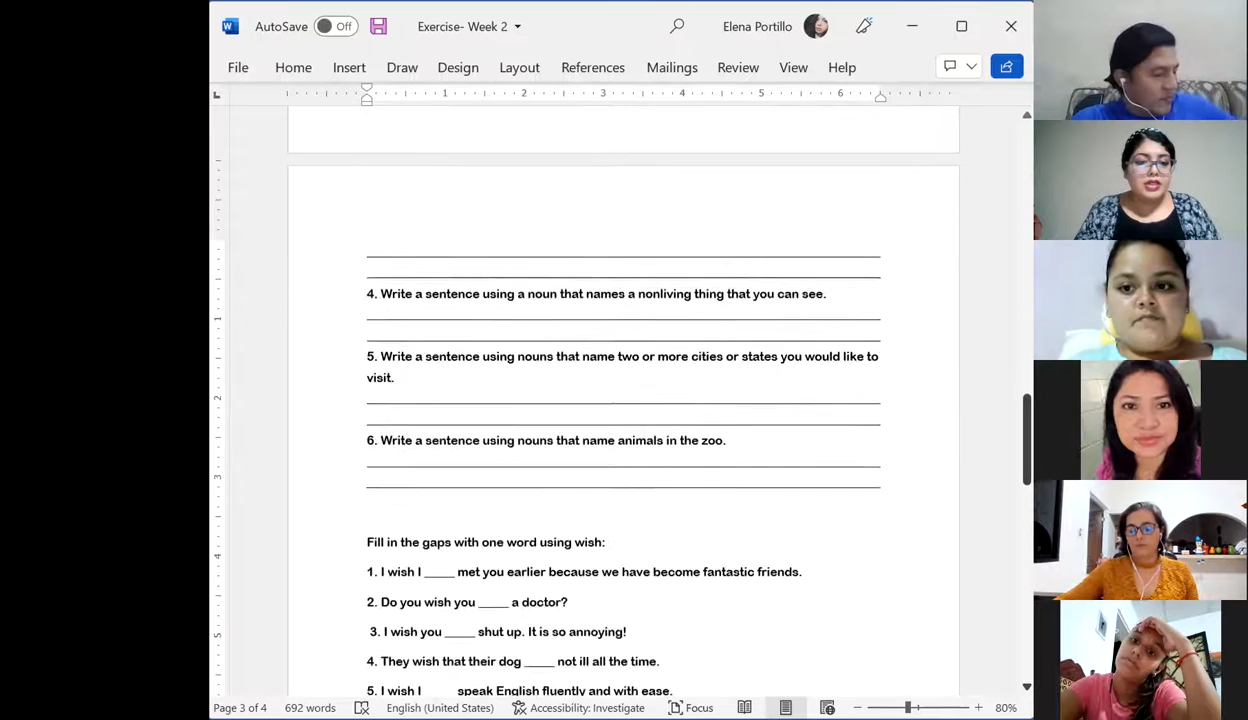 AutoSave Off Exercise- Week 2 Elena Portillo
File Home Insert Draw Design Layout References Mailings Review View Help
1 2 3 4 5 6
4. Write a sentence using a noun that names a nonliving thing that you can see.
5. Write a sentence using nouns that name two or more cities or states you would like to
visit.
6. Write a sentence using nouns that name animals in the zoo.
Fill in the gaps with one word using wish:
1. I wish I _____ met you earlier because we have become fantastic friends.
2. Do you wish you _____ a doctor?
3. I wish you _____ shut up. It is so annoying!
4. They wish that their dog _____ not ill all the time.
5. I wish I _____ speak English fluently and with ease.
Page 3 of 4 692 words English (United States) Accessibility: Investigate Focus 80%